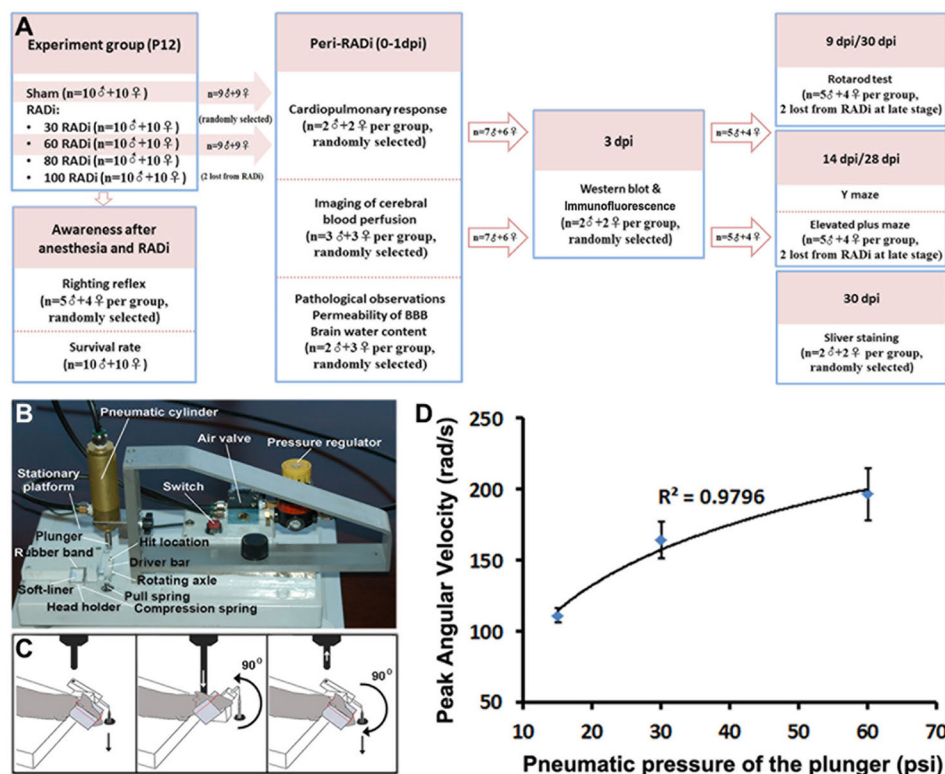 A
Experiment group (P12)
Sham (n=10♂+10♀)
RADi:
• 30 RADi (n=10♂+10♀)
• 60 RADi (n=10♂+10♀)
• 80 RADi (n=10♂+10♀)
• 100 RADi (n=10♂+10♀)
n=9♂+9♀
(randomly selected)
n=9♂+9♀
(2 lost from RADi)
Awareness after
anesthesia and RADi
Righting reflex
(n=5♂+4♀ per group,
randomly selected)
Survival rate
(n=10♂+10♀)
Peri-RADi (0-1dpi)
Cardiopulmonary response
(n=2♂+2♀ per group,
randomly selected)
Imaging of cerebral
blood perfusion
(n=3♂+3♀ per group,
randomly selected)
Pathological observations
Permeability of BBB
Brain water content
(n=2♂+3♀ per group,
randomly selected)
n=7♂+6♀
n=7♂+6♀
3 dpi
Western blot &
Immunofluorescence
(n=2♂+2♀ per group,
randomly selected)
n=5♂+4♀
n=5♂+4♀
9 dpi/30 dpi
Rotarod test
(n=5♂+4♀ per group,
2 lost from RADi at late stage)
14 dpi/28 dpi
Y maze
Elevated plus maze
(n=5♂+4♀ per group,
2 lost from RADi at late stage)
30 dpi
Sliver staining
(n=2♂+2♀ per group,
randomly selected)
B
Pneumatic cylinder
Air valve
Pressure regulator
Stationary
platform
Switch
Plunger
Hit location
Rubber band
Driver bar
Rotating axle
Soft-liner
Pull spring
Head holder
Compression spring
C
90°
90°
D
Peak Angular Velocity (rad/s)
250
200
150
100
50
R² = 0.9796
10 20 30 40 50 60 70
Pneumatic pressure of the plunger (psi)